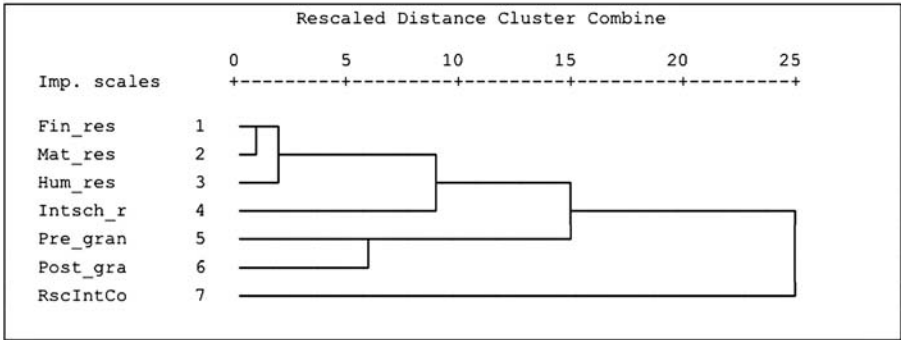 Rescaled Distance Cluster Combine
0 5 10 15 20 25
Imp. scales +---------+---------+---------+---------+---------+
Fin_res 1
Mat_res 2
Hum_res 3
Intsch_r 4
Pre_gran 5
Post_gra 6
RscIntCo 7